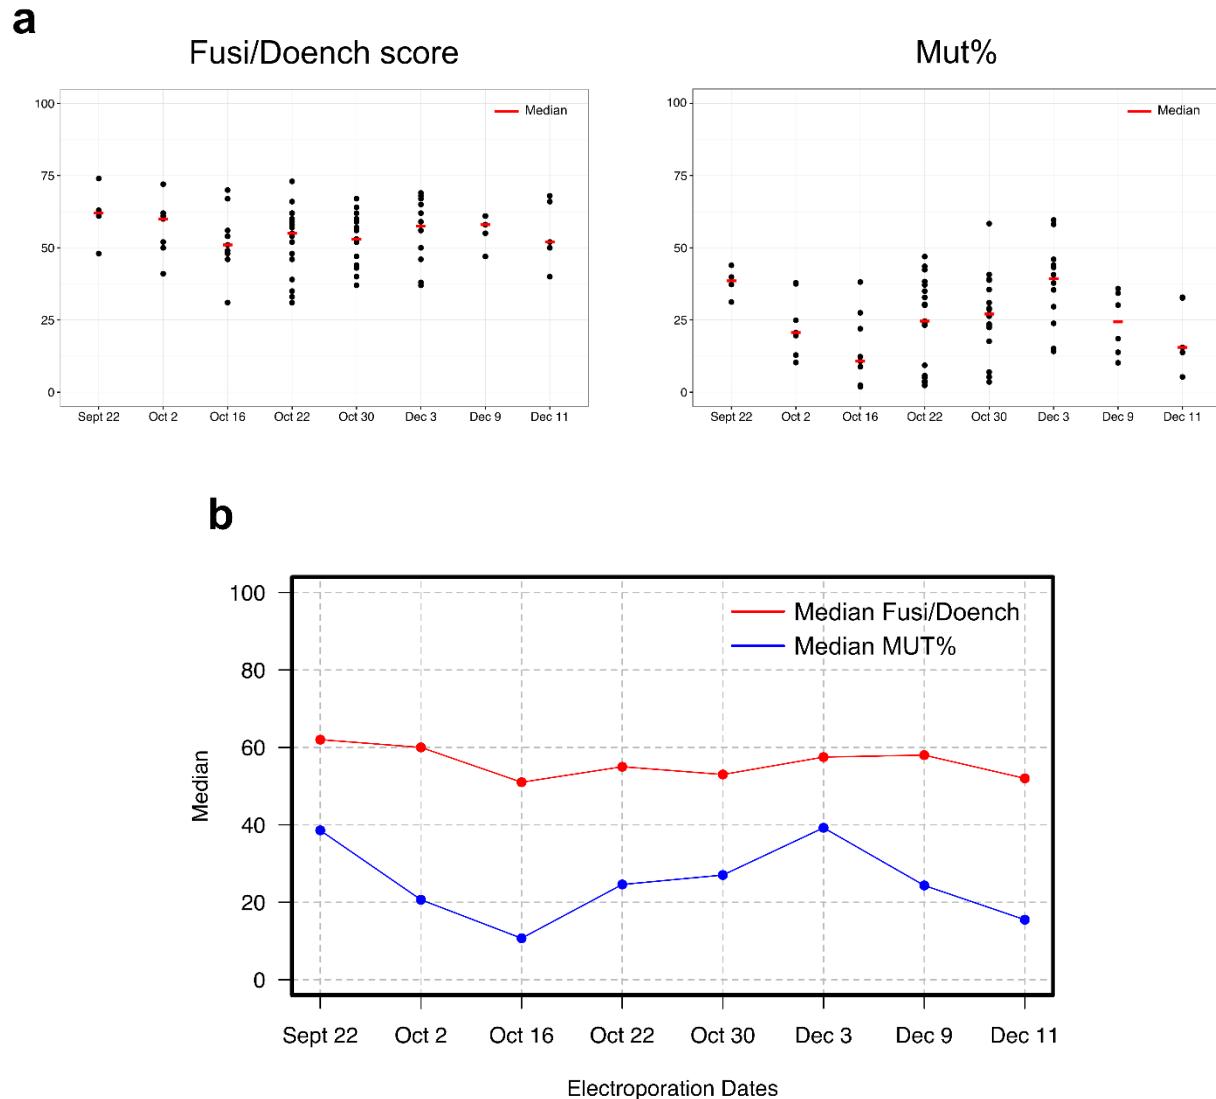 a
Fusi/Doench score
Mut%
100
75
50
25
0
Median
Sept 22 Oct 2 Oct 16 Oct 22 Oct 30 Dec 3 Dec 9 Dec 11
100
75
50
25
0
Median
Sept 22 Oct 2 Oct 16 Oct 22 Oct 30 Dec 3 Dec 9 Dec 11
b
Median
100
80
60
40
20
0
Median Fusi/Doench
Median MUT%
Sept 22 Oct 2 Oct 16 Oct 22 Oct 30 Dec 3 Dec 9 Dec 11
Electroporation Dates